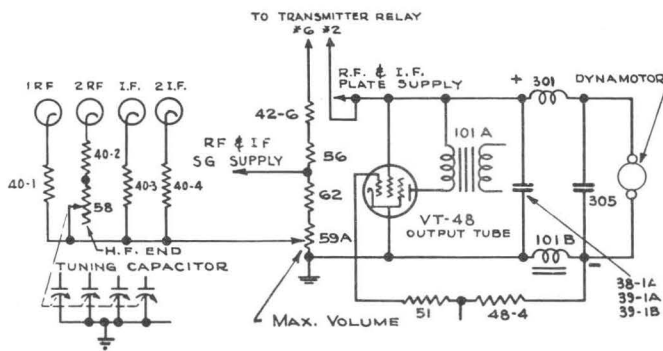 TO TRANSMITTER RELAY
#6 #2
1 RF
2 RF
I.F.
2 I.F.
R.F. & I.F.
PLATE SUPPLY
+
301
DYNAMOTOR
42-6
101 A
RF & IF
SG SUPPLY
56
40-1
40-2
40-3
40-4
62
58
VT-48
OUTPUT TUBE
305
59A
101 B
H.F. END
TUNING CAPACITOR
-
MAX. VOLUME
51
48-4
38-1A
39-1A
39-1B